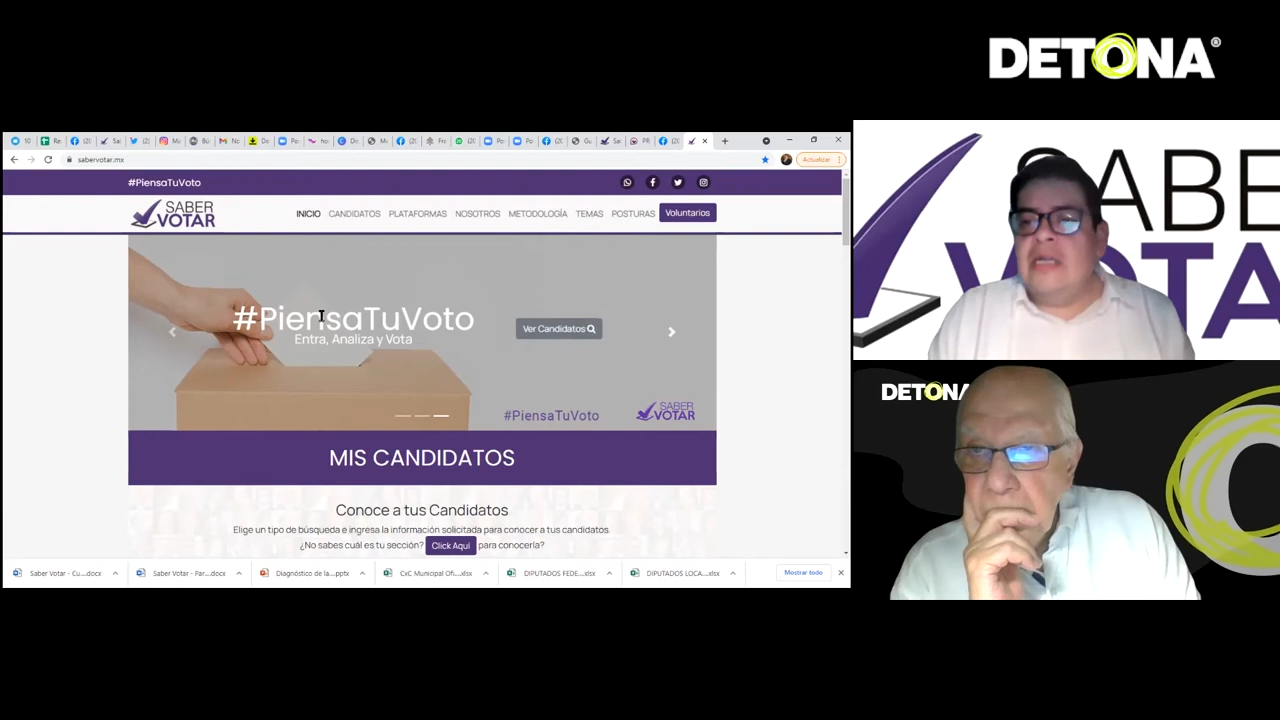 DETONA®
sabervotar.mx
Actualizar
#PiensaTuVoto
SABER
VOTAR
INICIO CANDIDATOS PLATAFORMAS NOSOTROS METODOLOGÍA TEMAS POSTURAS Voluntarios
#PiensaTuVoto
Entra, Analiza y Vota
Ver Candidatos
#PiensaTuVoto
SABER
VOTAR
MIS CANDIDATOS
Conoce a tus Candidatos
Elige un tipo de búsqueda e ingresa la información solicitada para conocer a tus candidatos.
¿No sabes cuál es tu sección? Click Aquí para conocerla?
Saber Votar - Cu....docx
Saber Votar - Par....docx
Diagnóstico de la....pptx
CxC Municipal Ofi....xlsx
DIPUTADOS FEDE....xlsx
DIPUTADOS LOCA....xlsx
Mostrar todo
DETONA